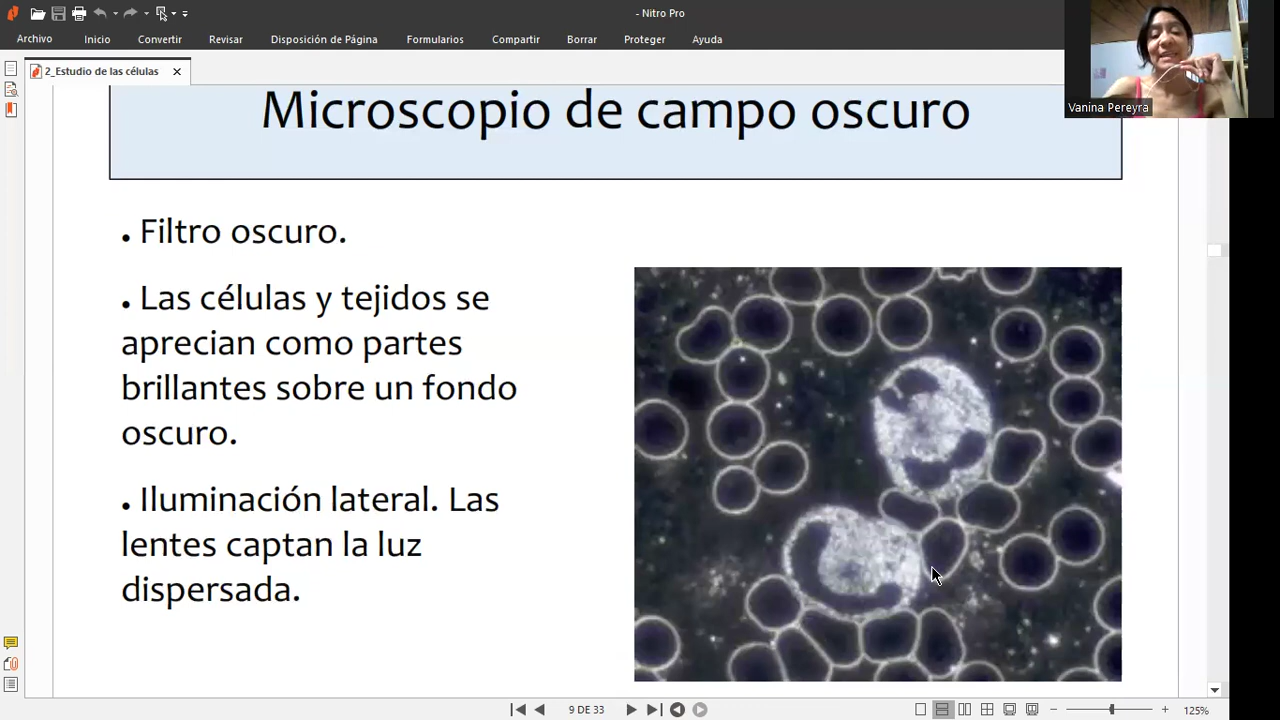 - Nitro Pro
Archivo Inicio Convertir Revisar Disposición de Página Formularios Compartir Borrar Proteger Ayuda
2_Estudio de las células
Vanina Pereyra
Microscopio de campo oscuro
• Filtro oscuro.
• Las células y tejidos se
aprecian como partes
brillantes sobre un fondo
oscuro.
• Iluminación lateral. Las
lentes captan la luz
dispersada.
9 DE 33
125%